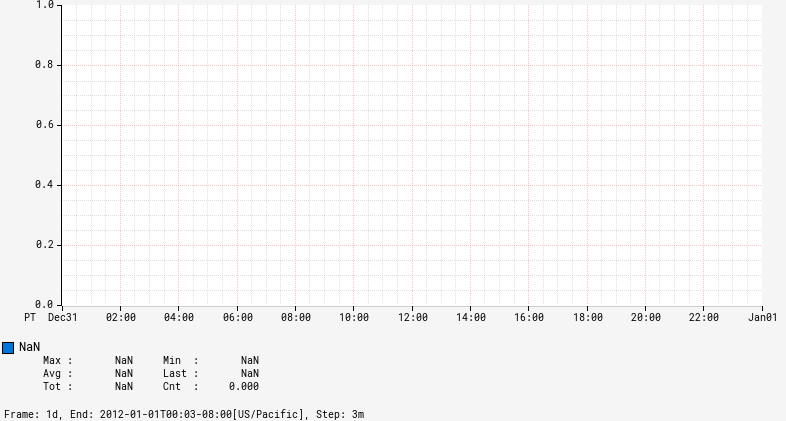 1.0
0.8
0.6
0.4
0.2
0.0
PT Dec31 02:00 04:00 06:00 08:00 10:00 12:00 14:00 16:00 18:00 20:00 22:00 Jan01
NaN
Max : NaN Min : NaN
Avg : NaN Last : NaN
Tot : NaN Cnt : 0.000
Frame: 1d, End: 2012-01-01T00:03-08:00[US/Pacific], Step: 3m